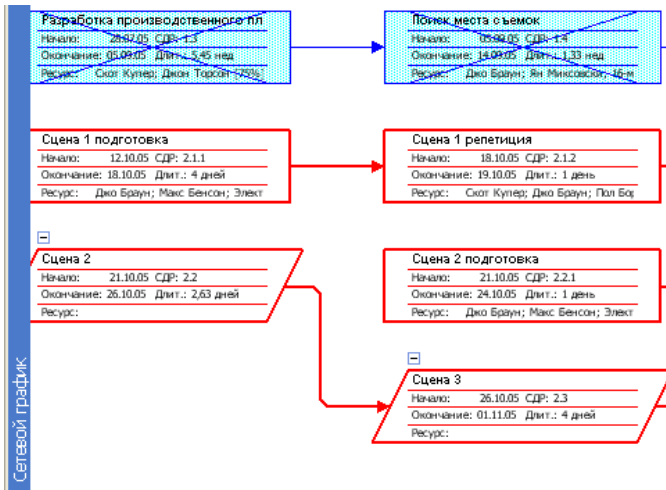 Разработка производственного пл
Начало: 28.07.05 СДР: 1.3
Окончание: 05.09.05 Длит.: 5,45 нед
Ресурс: Скот Купер; Джон Торсон [75%]
Поиск места съемок
Начало: 05.09.05 СДР: 1.4
Окончание: 14.09.05 Длит.: 1,33 нед
Ресурс: Джо Браун; Ян Миксовски; 16-м
Сцена 1 подготовка
Начало: 12.10.05 СДР: 2.1.1
Окончание: 18.10.05 Длит.: 4 дней
Ресурс: Джо Браун; Макс Бенсон; Элект
Сцена 1 репетиция
Начало: 18.10.05 СДР: 2.1.2
Окончание: 19.10.05 Длит.: 1 день
Ресурс: Скот Купер; Джо Браун; Пол Бор
Сцена 2
Начало: 21.10.05 СДР: 2.2
Окончание: 26.10.05 Длит.: 2,63 дней
Ресурс:
Сцена 2 подготовка
Начало: 21.10.05 СДР: 2.2.1
Окончание: 24.10.05 Длит.: 1 день
Ресурс: Джо Браун; Макс Бенсон; Элект
Сцена 3
Начало: 26.10.05 СДР: 2.3
Окончание: 01.11.05 Длит.: 4 дней
Ресурс:
Сетевой график